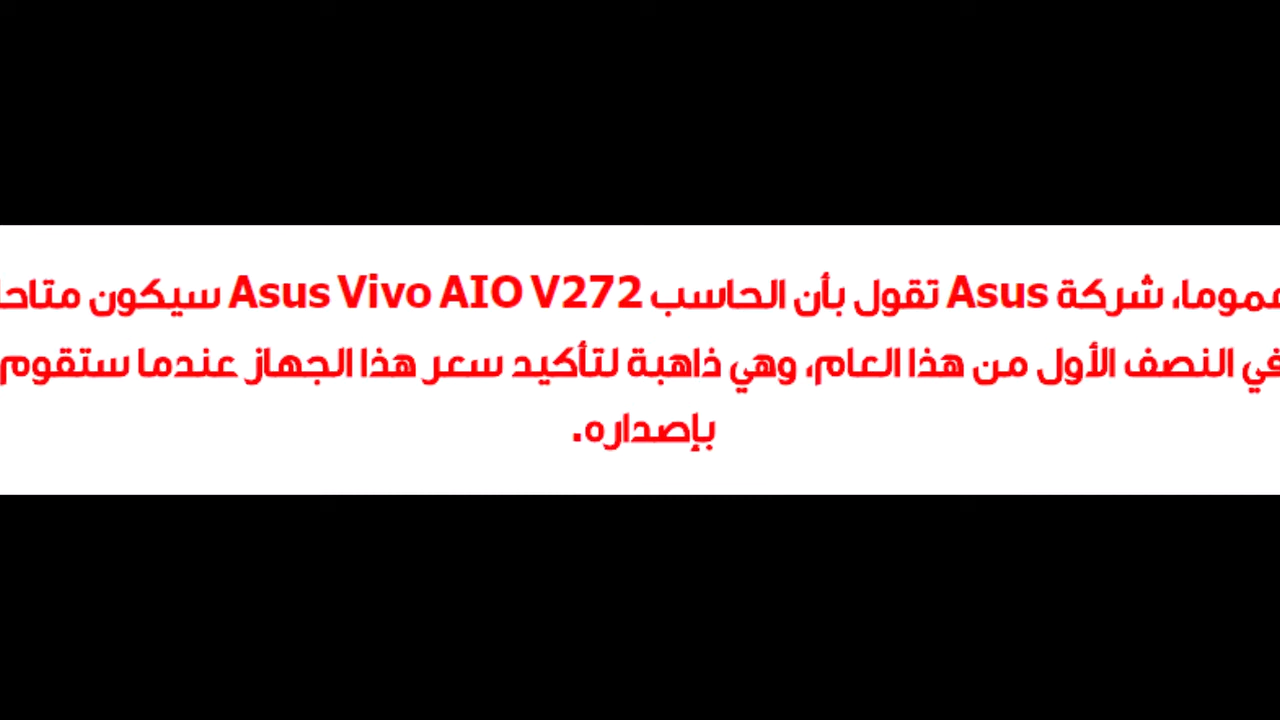 عموما، شركة Asus تقول بأن الحاسب Asus Vivo AIO V272 سيكون متاحا
في النصف الأول من هذا العام، وهي ذاهبة لتأكيد سعر هذا الجهاز عندما ستقوم
بإصداره.